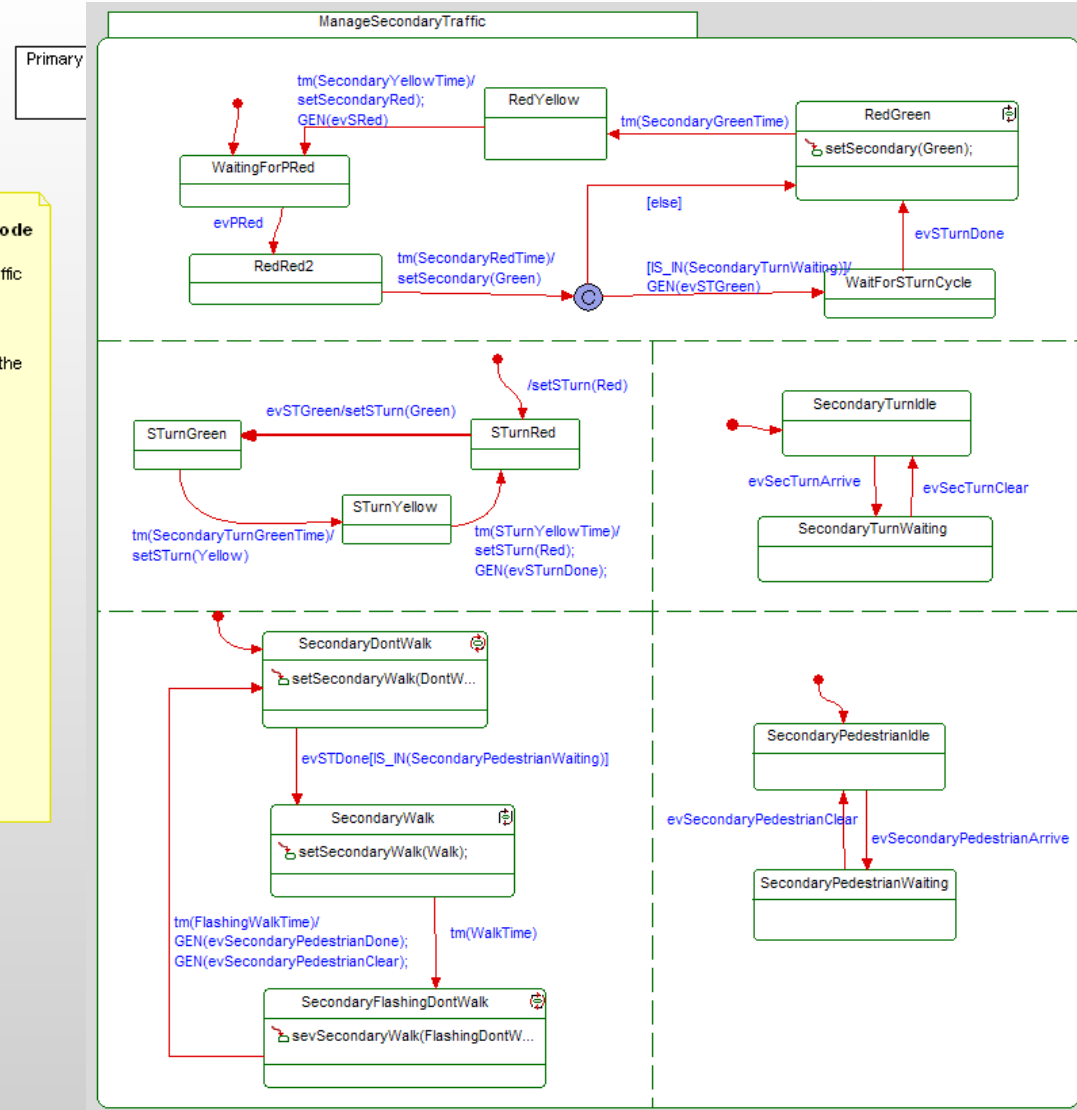 ManageSecondaryTraffic
Primary
ode
ffic
the
tm(SecondaryYellowTime)/
setSecondaryRed);
GEN(evSRed)
RedYellow
tm(SecondaryGreenTime)
RedGreen
setSecondary(Green);
WaitingForPRed
evPRed
[else]
evSTurnDone
RedRed2
tm(SecondaryRedTime)/
setSecondary(Green)
C
[IS_IN(SecondaryTurnWaiting)]/
GEN(evSTGreen)
WaitForSTurnCycle
/setSTurn(Red)
evSTGreen/setSTurn(Green)
STurnGreen
STurnRed
STurnYellow
tm(SecondaryTurnGreenTime)/
setSTurn(Yellow)
tm(STurnYellowTime)/
setSTurn(Red);
GEN(evSTurnDone);
SecondaryTurnIdle
evSecTurnArrive
evSecTurnClear
SecondaryTurnWaiting
SecondaryDontWalk
setSecondaryWalk(DontW...
evSTDone[IS_IN(SecondaryPedestrianWaiting)]
SecondaryWalk
setSecondaryWalk(Walk);
tm(FlashingWalkTime)/
GEN(evSecondaryPedestrianDone);
GEN(evSecondaryPedestrianClear);
tm(WalkTime)
SecondaryFlashingDontWalk
sevSecondaryWalk(FlashingDontW...
SecondaryPedestrianIdle
evSecondaryPedestrianClear
evSecondaryPedestrianArrive
SecondaryPedestrianWaiting